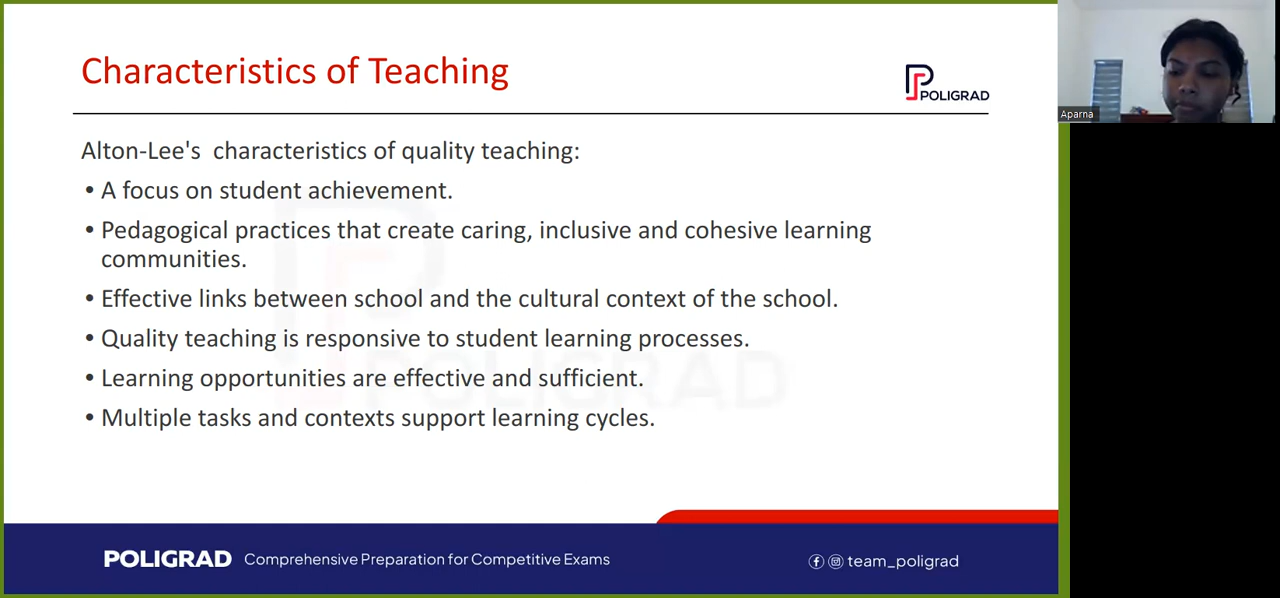 Characteristics of Teaching
POLIGRAD
Aparna
Alton-Lee's characteristics of quality teaching:
• A focus on student achievement.
• Pedagogical practices that create caring, inclusive and cohesive learning
communities.
• Effective links between school and the cultural context of the school.
• Quality teaching is responsive to student learning processes.
• Learning opportunities are effective and sufficient.
• Multiple tasks and contexts support learning cycles.
POLIGRAD
POLIGRAD Comprehensive Preparation for Competitive Exams
team_poligrad